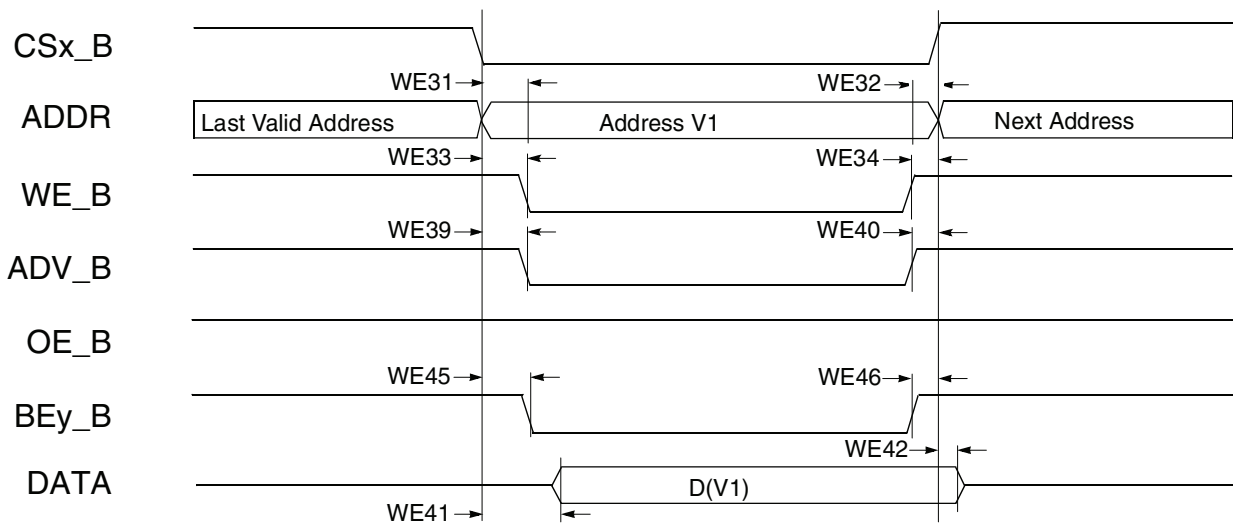 CSx_B
WE31
WE32
ADDR
Last Valid Address
Address V1
Next Address
WE33
WE34
WE_B
WE39
WE40
ADV_B
OE_B
WE45
WE46
BEy_B
WE42
DATA
D(V1)
WE41